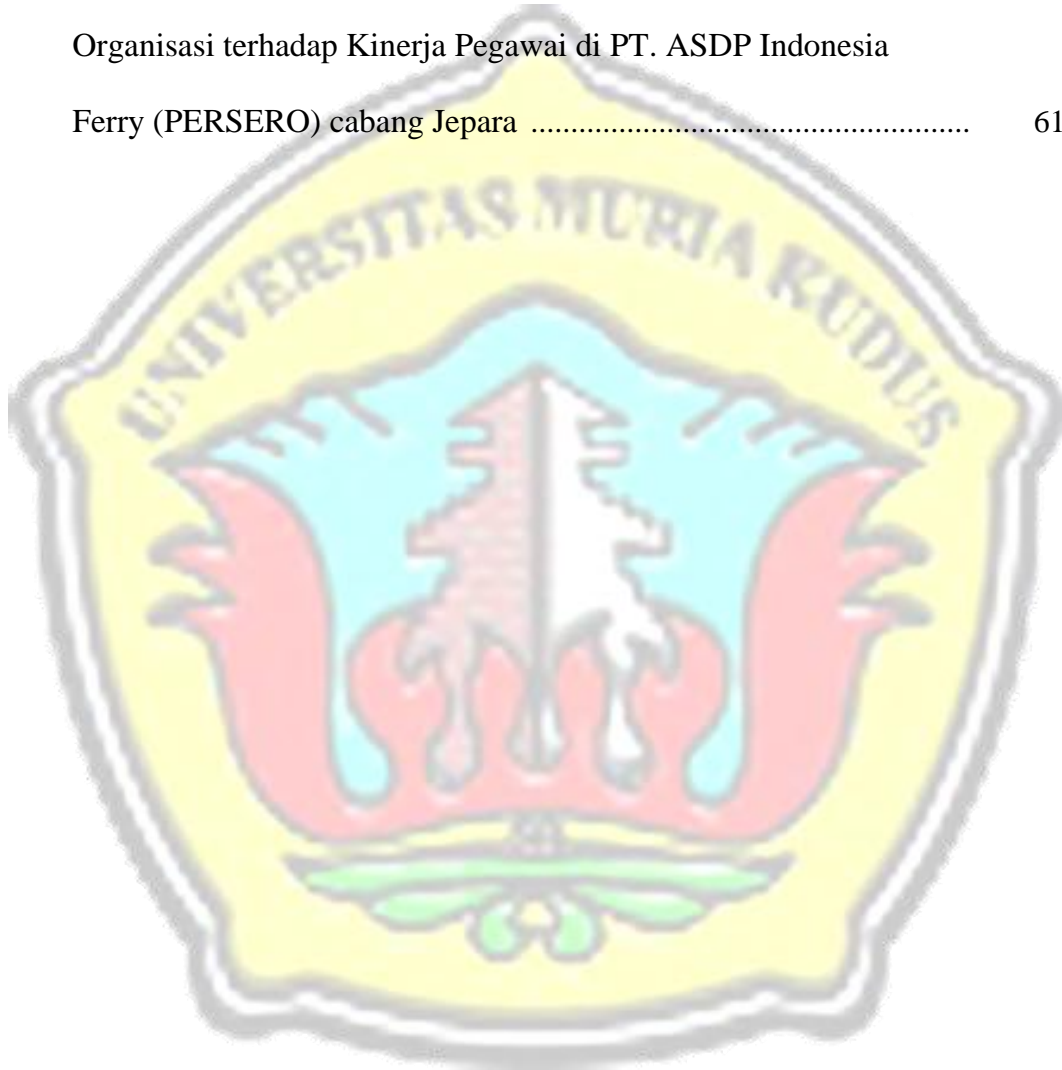 Organisasi terhadap Kinerja Pegawai di PT. ASDP Indonesia
Ferry (PERSERO) cabang Jepara ........................................................ 61
UNIVERSITAS MURIA KUDUS